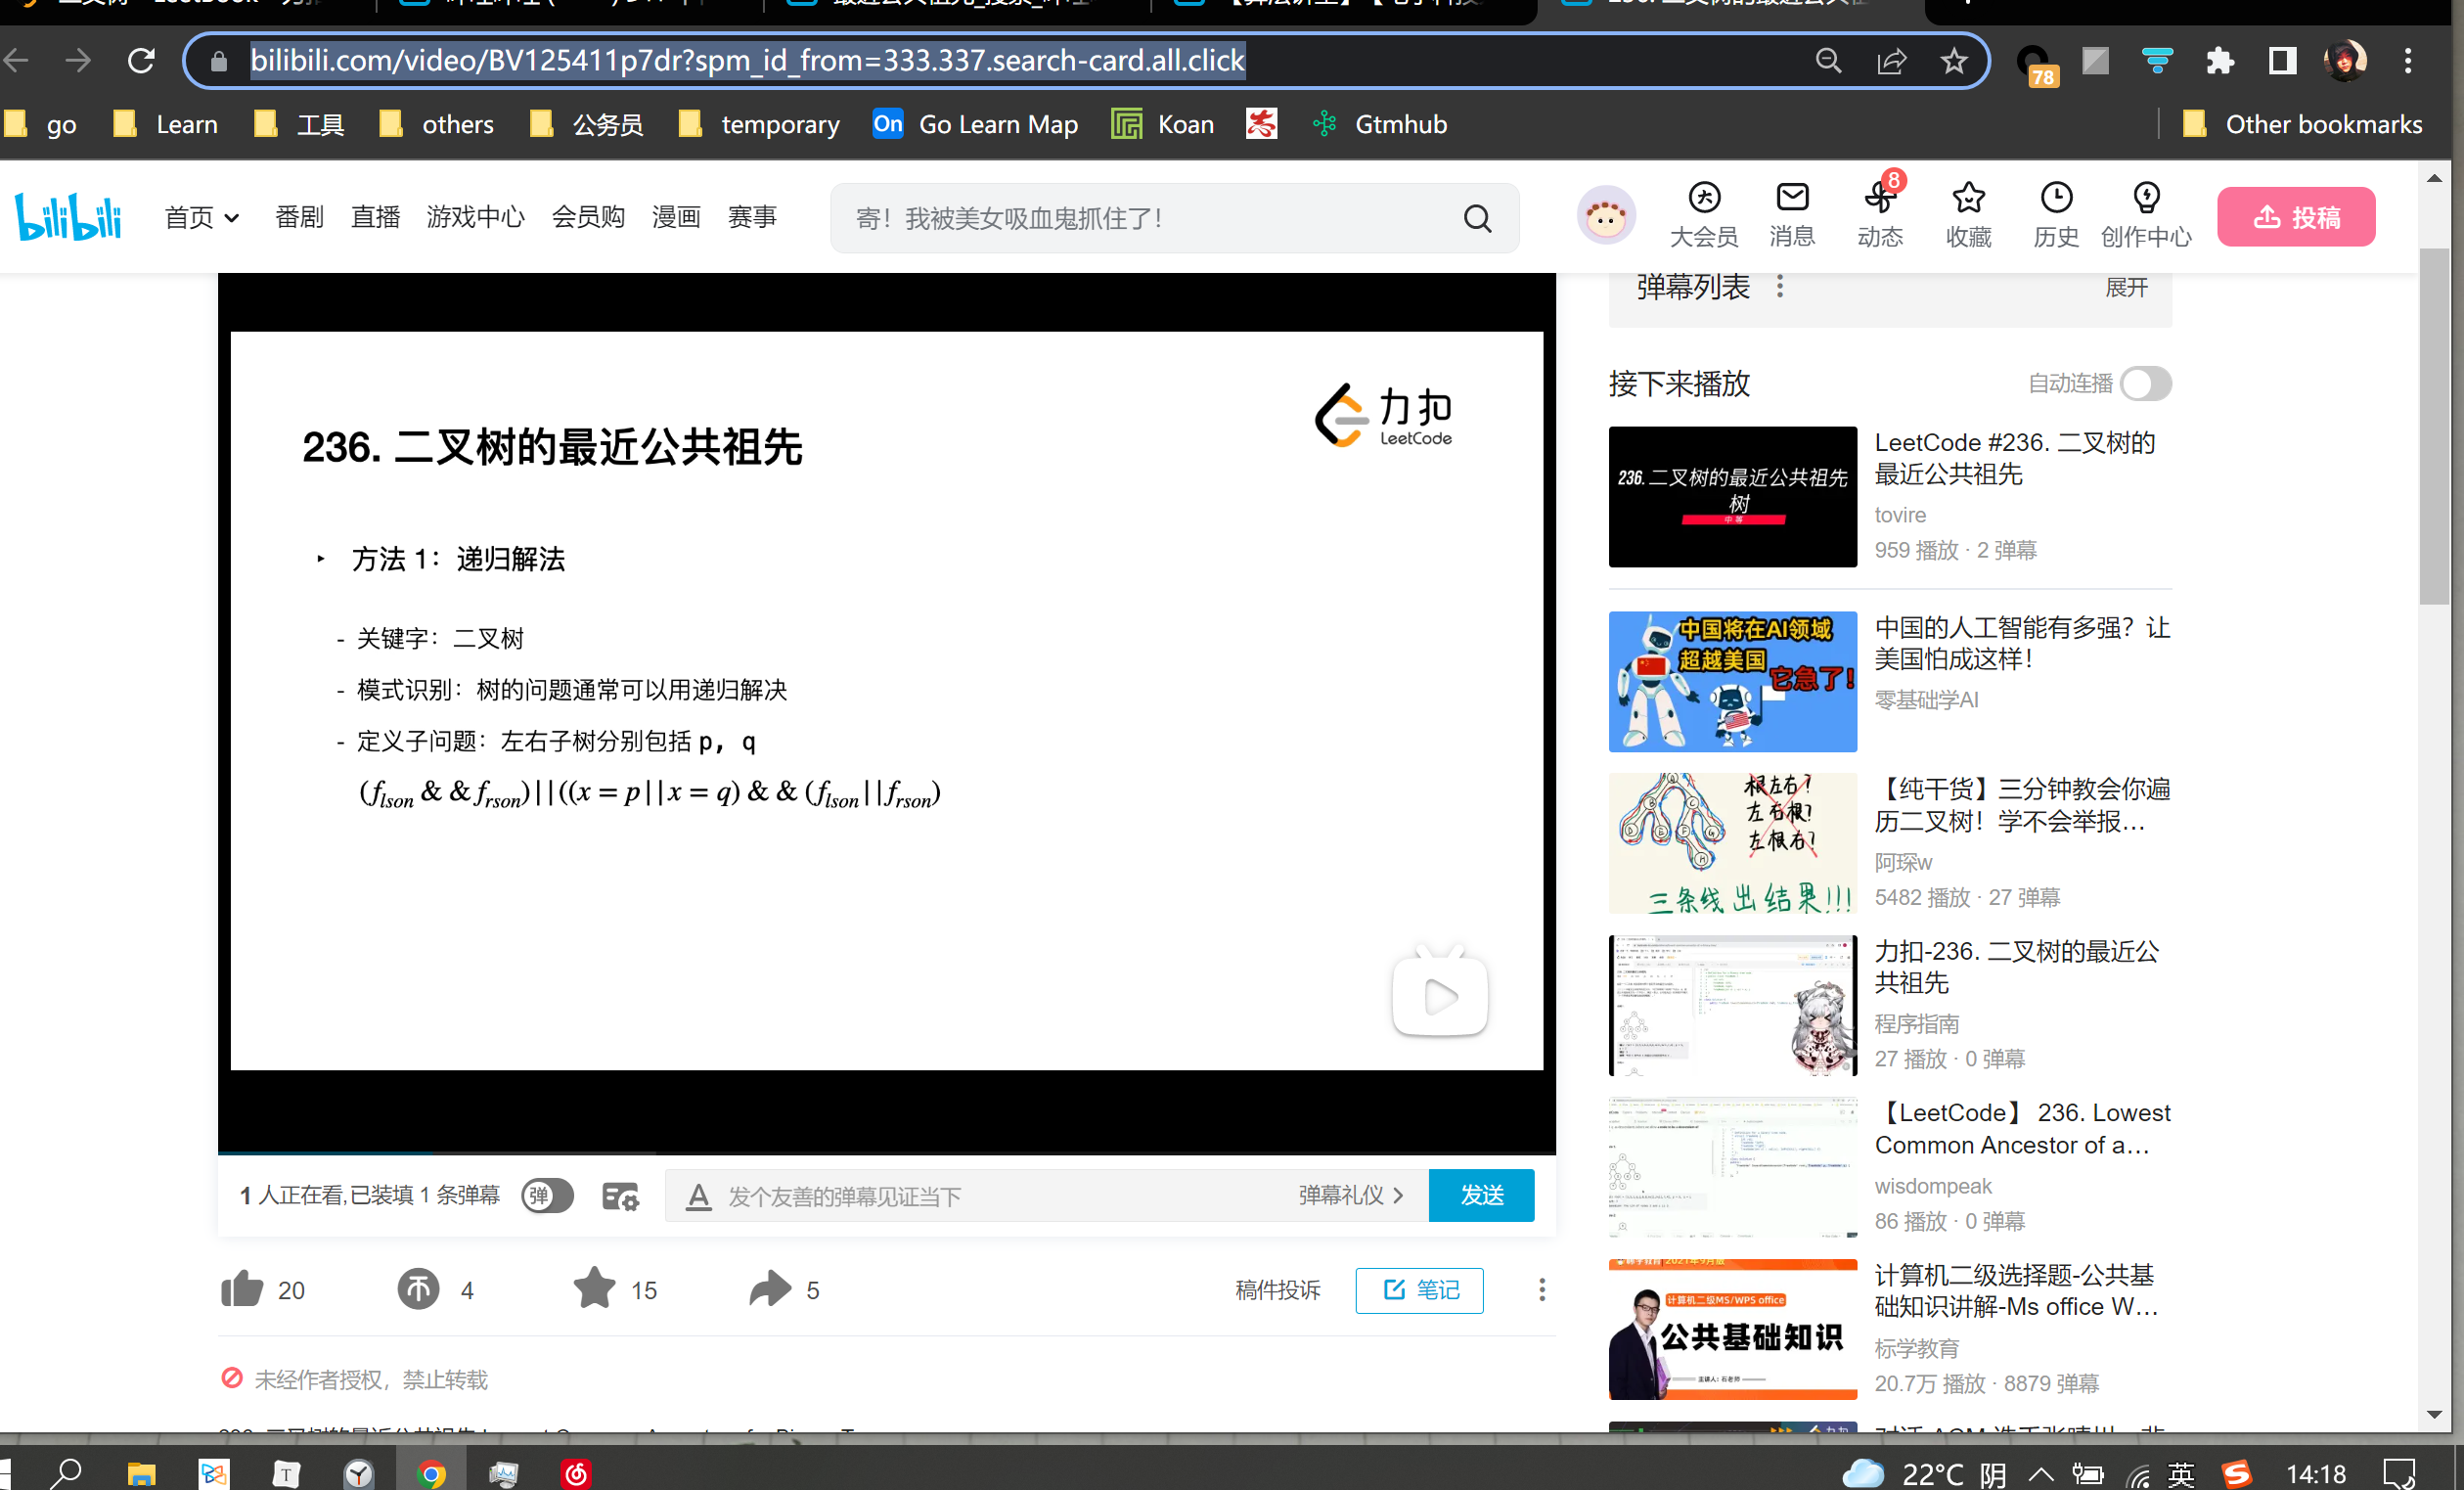 bilibili.com/video/BV125411p7dr?spm_id_from=333.337.search-card.all.click
78
go Learn 工具 others 公务员 temporary On Go Learn Map Koan Gtmhub Other bookmarks
bilibili 首页 番剧 直播 游戏中心 会员购 漫画 赛事
寄！我被美女吸血鬼抓住了！
8
大会员 消息 动态 收藏 历史 创作中心 投稿
弹幕列表 展开
力扣
LeetCode
236. 二叉树的最近公共祖先
方法 1：递归解法
- 关键字：二叉树
- 模式识别：树的问题通常可以用递归解决
- 定义子问题：左右子树分别包括 p, q
(flson & & frson)||((x = p||x = q) & & (flson||frson)
1 人正在看,已装填 1 条弹幕 弹 发个友善的弹幕见证当下 弹幕礼仪 发送
20 4 15 5 稿件投诉 笔记
未经作者授权，禁止转载
接下来播放 自动连播
236. 二叉树的最近公共祖先
树
中等
LeetCode #236. 二叉树的
最近公共祖先
tovire
959 播放 · 2 弹幕
中国将在AI领域
超越美国
它急了!
中国的人工智能有多强？让
美国怕成这样！
零基础学AI
根左右?
左右根?
左根右?
三条线出结果!!!
【纯干货】三分钟教会你遍
历二叉树！学不会举报...
阿琛w
5482 播放 · 27 弹幕
力扣-236. 二叉树的最近公
共祖先
程序指南
27 播放 · 0 弹幕
【LeetCode】 236. Lowest
Common Ancestor of a...
wisdompeak
86 播放 · 0 弹幕
计算机二级MS/WPS office
公共基础知识
主讲人：石老师
计算机二级选择题-公共基
础知识讲解-Ms office W...
标学教育
20.7万 播放 · 8879 弹幕
22°C 阴 英 14:18